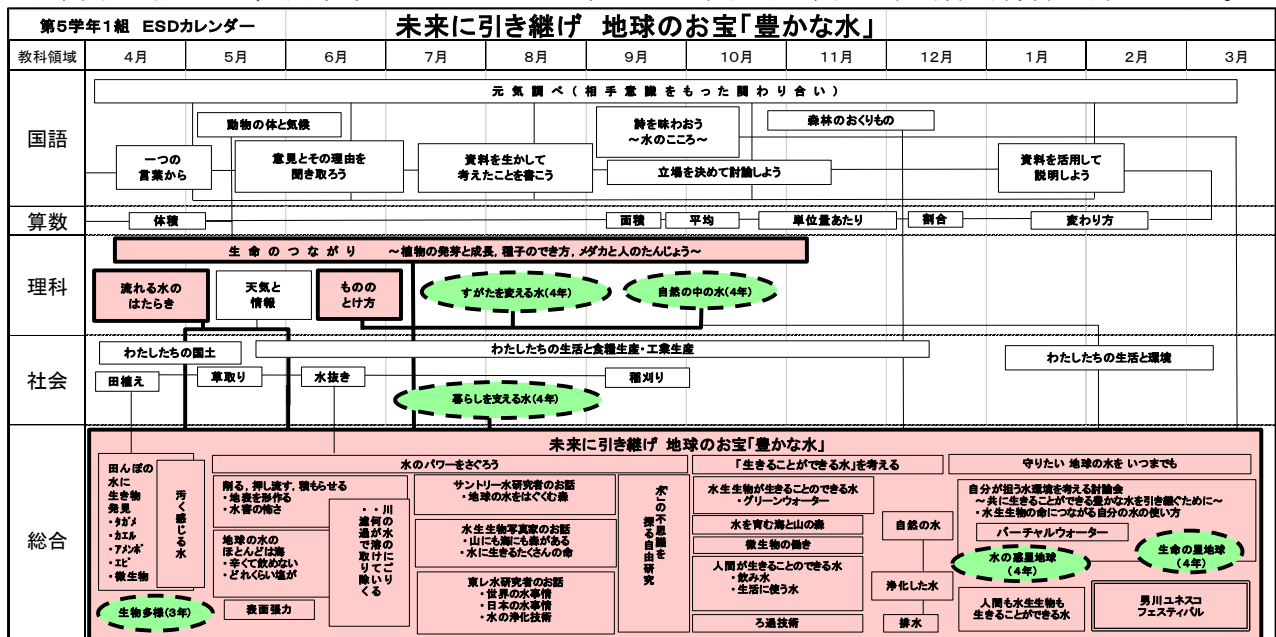 第5学年1組 ESDカレンダー
未来に引き継げ 地球のお宝「豊かな水」
教科領域 4月 5月 6月 7月 8月 9月 10月 11月 12月 1月 2月 3月
国語
元気調べ(相手意識をもった関わり合い)
動物の体と気候
詩を味わおう
~水のこころ~
森林のおくりもの
一つの
言葉から
意見とその理由を
聞き取ろう
資料を生かして
考えたことを書こう
立場を決めて討論しよう
資料を活用して
説明しよう
算数
体積 面積 平均 単位量あたり 割合 変わり方
理科
生命のつながり ~植物の発芽と成長,種子のでき方,メダカと人のたんじょう~
流れる水の
はたらき
天気と
情報
ものの
とけ方
すがたを変える水(4年)
自然の中の水(4年)
社会
わたしたちの国土
わたしたちの生活と食糧生産・工業生産
わたしたちの生活と環境
田植え 草取り 水抜き 稲刈り
暮らしを支える水(4年)
総合
未来に引き継げ 地球のお宝「豊かな水」
水のパワーをさぐろう
「生きることができる水」を考える
守りたい 地球の水を いつまでも
田んぼの
水に
生き物
発見
・タガメ
・カエル
・アメンボ
・エビ
・微生物
汚く感じる水
生物多様(3年)
削る,押し流す,積もらせる
・地表を形作る
・水害の怖さ
地球の水の
ほとんどは海
・辛くて飲めない
・どれくらい塩が
表面張力
川の水のにごり
・何が溶けている
・濾過で取り除く
サントリー水研究者のお話
・地球の水をはぐくむ森
水生生物写真家のお話
・山にも海にも森がある
・水に生きるたくさんの命
東レ水研究者のお話
・世界の水事情
・日本の水事情
・水の浄化技術
水の不思議を
探る自由研究
水生生物が生きることのできる水
・グリーンウォーター
水を育む海と山の森
微生物の働き
人間が生きることのできる水
・飲み水
・生活に使う水
ろ過技術
自然の水
浄化した水
排水
自分が担う水環境を考える討論会
~共に生きることができる豊かな水を引き継ぐために~
・水生生物の命につながる自分の水の使い方
バーチャルウォーター
水の惑星地球
(4年)
生命の星地球
(4年)
人間も水生生物も
生きることができる水
男川ユネスコ
フェスティバル